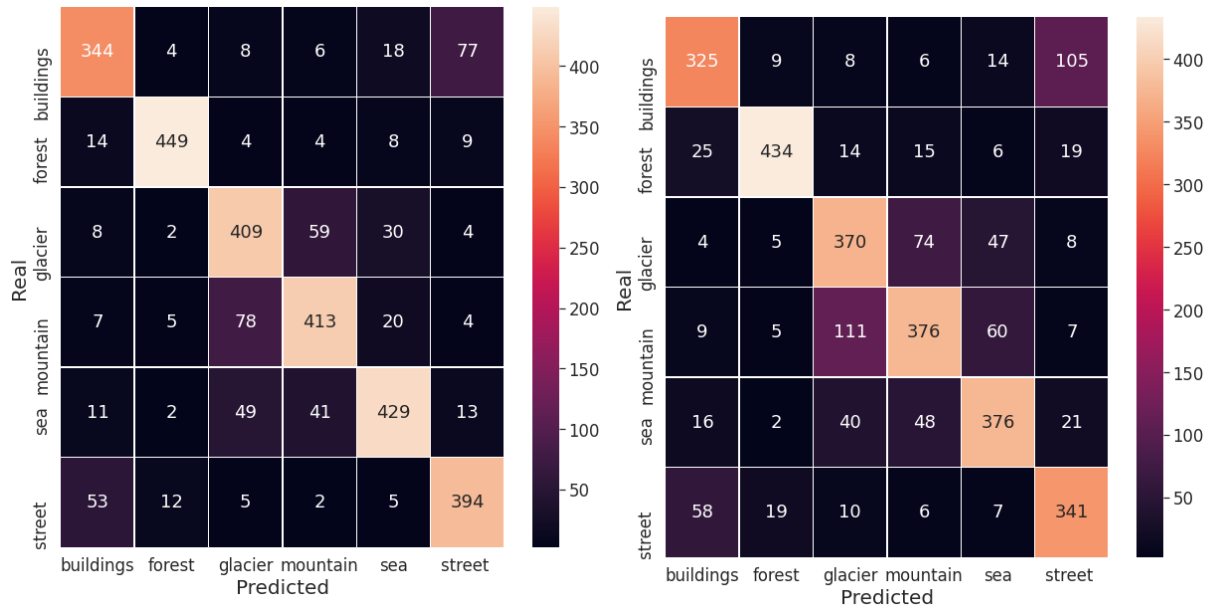 344 4 8 6 18 77
14 449 4 4 8 9
8 2 409 59 30 4
7 5 78 413 20 4
11 2 49 41 429 13
53 12 5 2 5 394
buildings
forest
glacier
mountain
sea
street
Real
buildings forest glacier mountain sea street
Predicted
400
350
300
250
200
150
100
50
325 9 8 6 14 105
25 434 14 15 6 19
4 5 370 74 47 8
9 5 111 376 60 7
16 2 40 48 376 21
58 19 10 6 7 341
buildings
forest
glacier
mountain
sea
street
Real
buildings forest glacier mountain sea street
Predicted
400
350
300
250
200
150
100
50